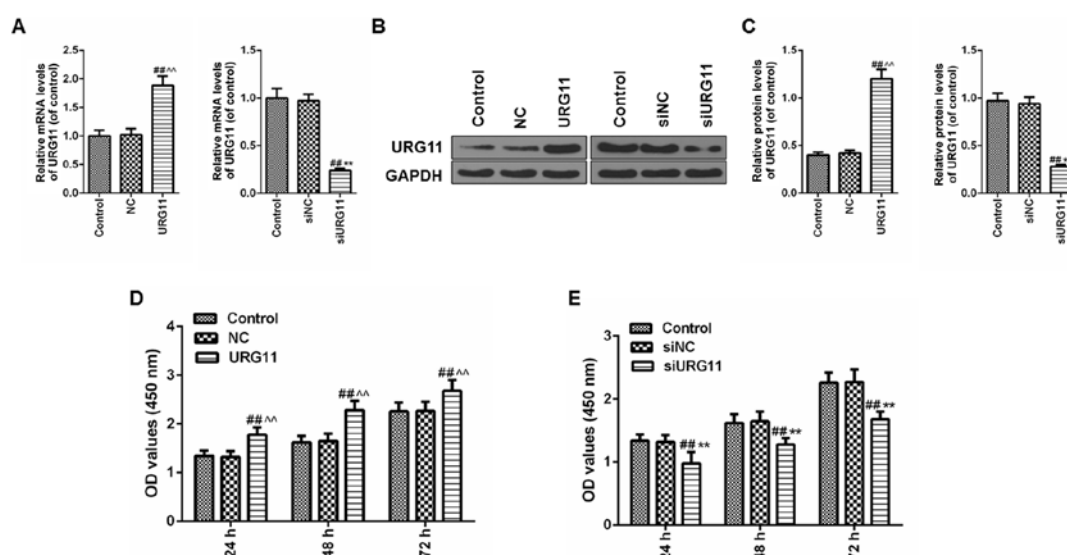 A
Relative mRNA levels
of URG11 (of control)
2.5
2.0
1.5
1.0
0.5
0.0
##^^
Control
NC
URG11
Relative mRNA levels
of URG11 (of control)
1.5
1.0
0.5
0.0
##**
Control
siNC
siURG11
B
Control
NC
URG11
Control
siNC
siURG11
URG11
GAPDH
C
Relative protein levels
of URG11 (of control)
1.5
1.0
0.5
0.0
##^^
Control
NC
URG11
Relative protein levels
of URG11 (of control)
1.5
1.0
0.5
0.0
##*
Control
siNC
siURG11
D
OD values (450 nm)
4
3
2
1
0
Control
NC
URG11
##^^
##^^
##^^
24 h
48 h
72 h
E
OD values (450 nm)
3
2
1
0
Control
siNC
siURG11
##**
##**
##**